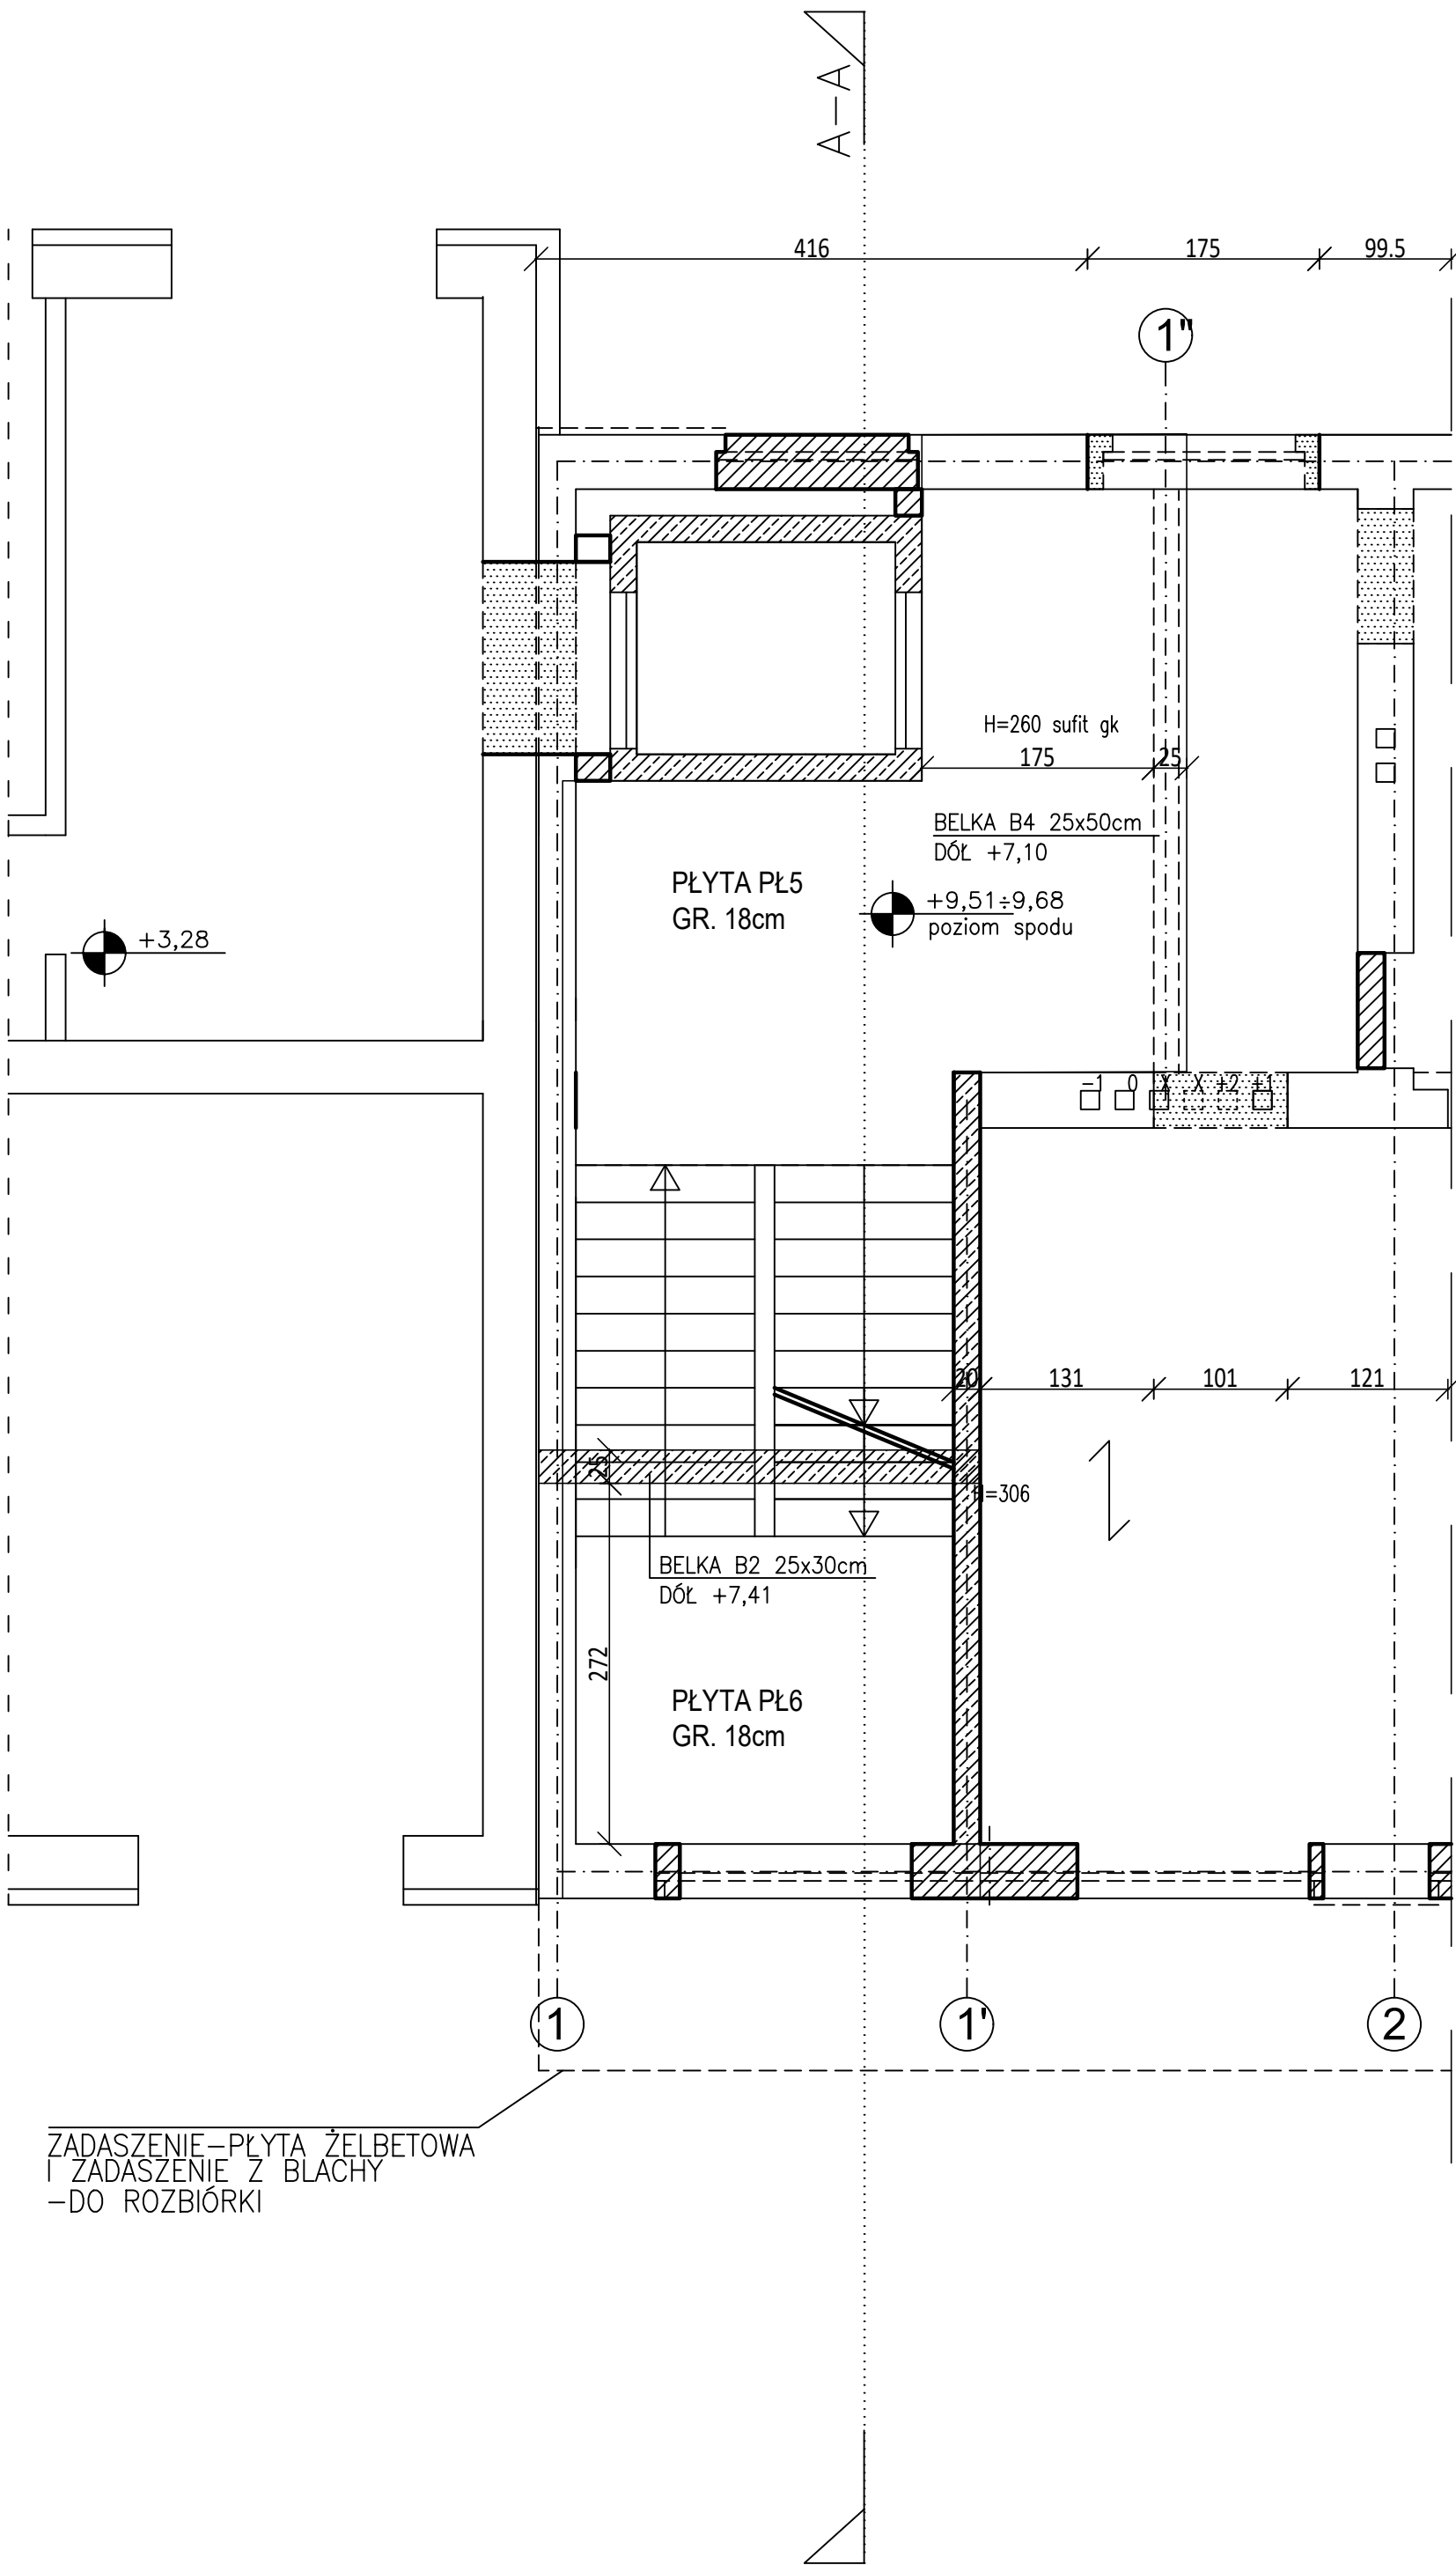 A–A
416
175
99.5
1"
H=260 sufit gk
175
25
BELKA B4 25x50cm
DÓŁ +7,10
PŁYTA PŁ5
GR. 18cm
+9,51÷9,68
poziom spodu
+3,28
-1 0 X X +2 +1
20
131
101
121
25
H=306
BELKA B2 25x30cm
DÓŁ +7,41
272
PŁYTA PŁ6
GR. 18cm
1
1'
2
ZADASZENIE–PŁYTA ŻELBETOWA
I ZADASZENIE Z BLACHY
–DO ROZBIÓRKI